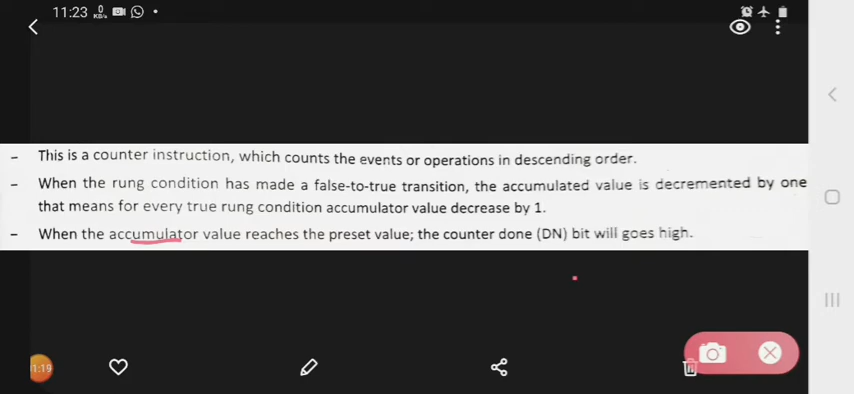 11:23 0 KB/s
- This is a counter instruction, which counts the events or operations in descending order.
- When the rung condition has made a false-to-true transition, the accumulated value is decremented by one
that means for every true rung condition accumulator value decrease by 1.
- When the accumulator value reaches the preset value; the counter done (DN) bit will goes high.
1:19